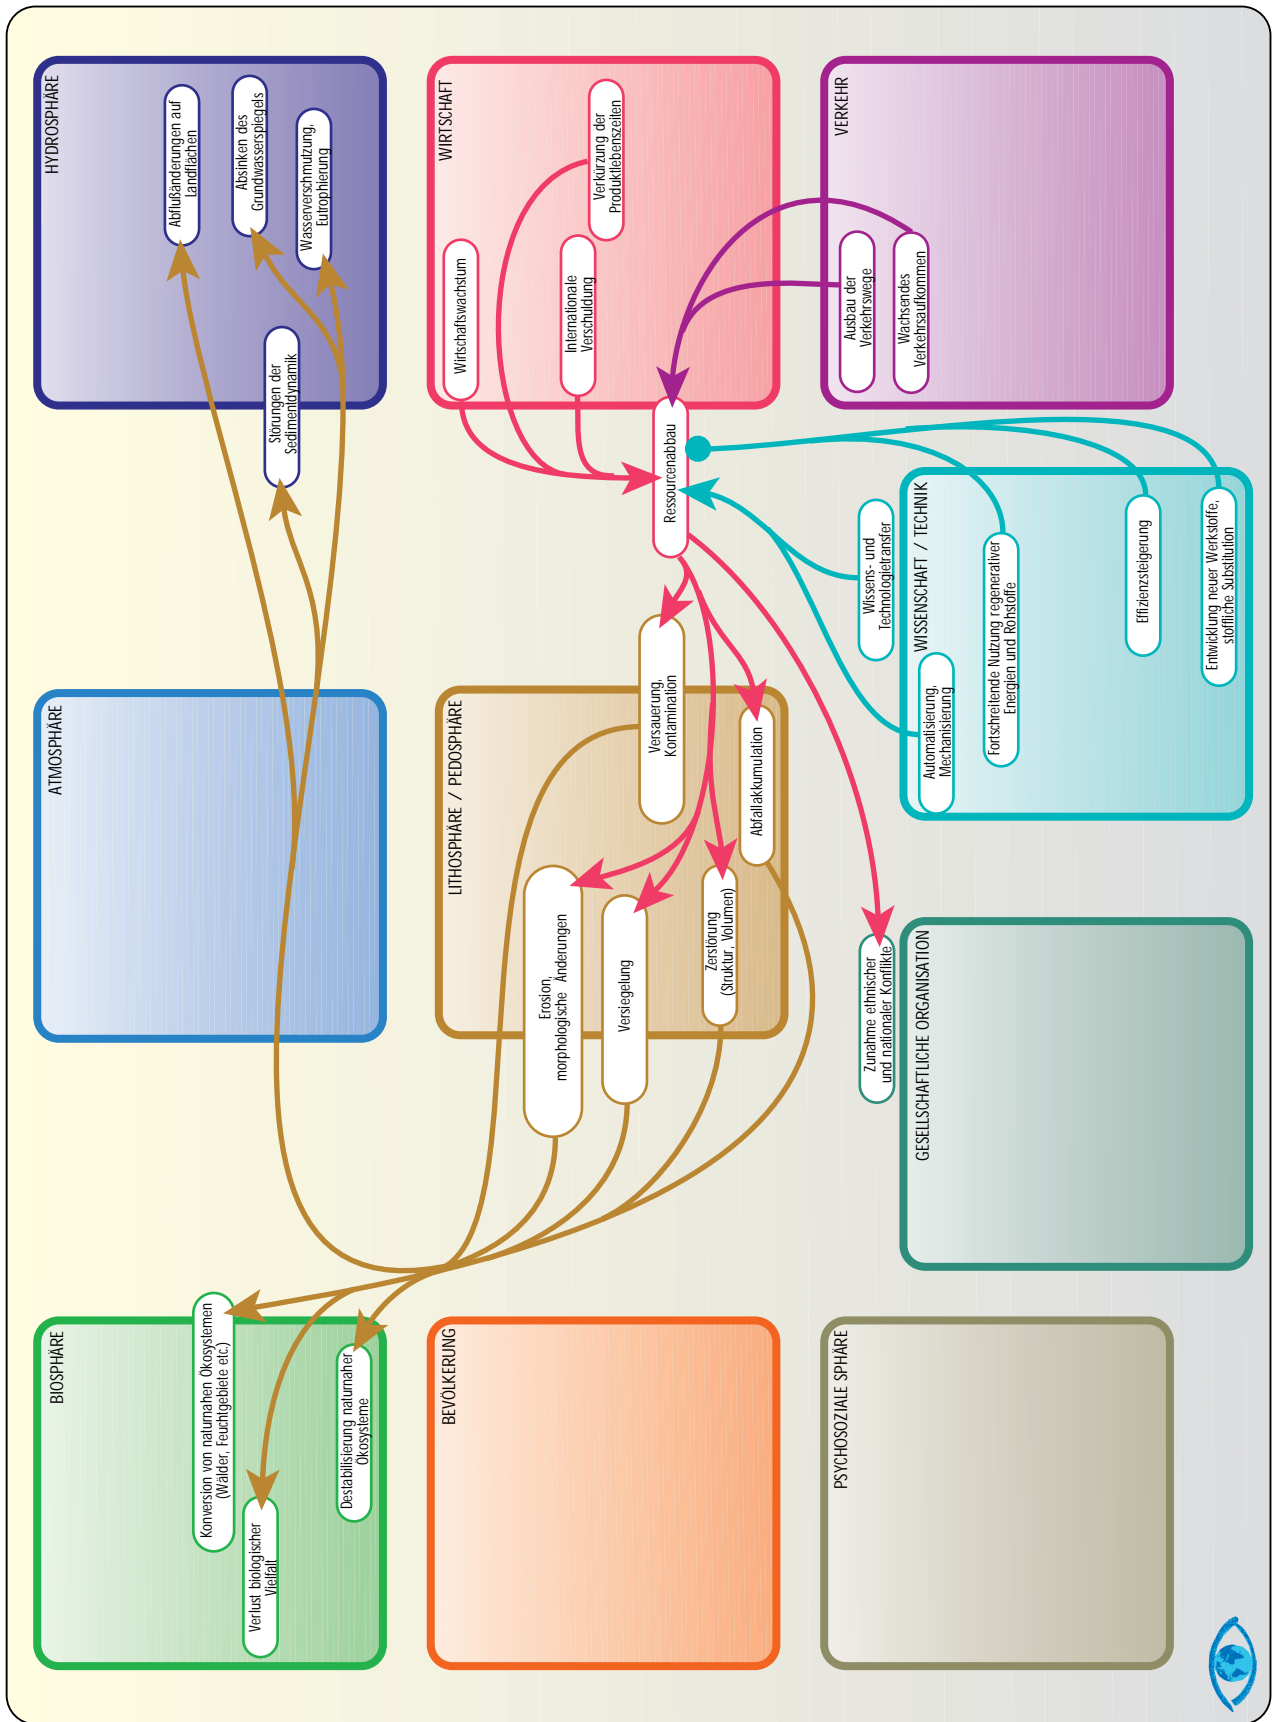 BIOSPHÄRE
Konversion von naturnahen Ökosystemen
(Wälder, Feuchtgebiete etc.)
Verlust biologischer
Vielfalt
Destabilisierung naturnaher
Ökosysteme
ATMOSPHÄRE
HYDROSPHÄRE
Abflußänderungen auf
Landflächen
Absinken des
Grundwasserspiegels
Störungen der
Sedimentdynamik
Wasserverschmutzung,
Eutrophierung
BEVÖLKERUNG
LITHOSPHÄRE / PEDOSPHÄRE
Erosion,
morphologische Änderungen
Versiegelung
Versauerung,
Kontamination
Zerstörung
(Struktur, Volumen)
Abfallakkumulation
WIRTSCHAFT
Wirtschaftswachstum
Verkürzung der
Produktlebenszeiten
Internationale
Verschuldung
Ressourcenabbau
PSYCHOSOZIALE SPHÄRE
GESELLSCHAFTLICHE ORGANISATION
Zunahme ethnischer
und nationaler Konflikte
WISSENSCHAFT / TECHNIK
Wissens- und
Technologietransfer
Automatisierung,
Mechanisierung
Fortschreitende Nutzung regenerativer
Energien und Rohstoffe
Effizienzsteigerung
Entwicklung neuer Werkstoffe,
stoffliche Substitution
VERKEHR
Ausbau der
Verkehrswege
Wachsendes
Verkehrsaufkommen